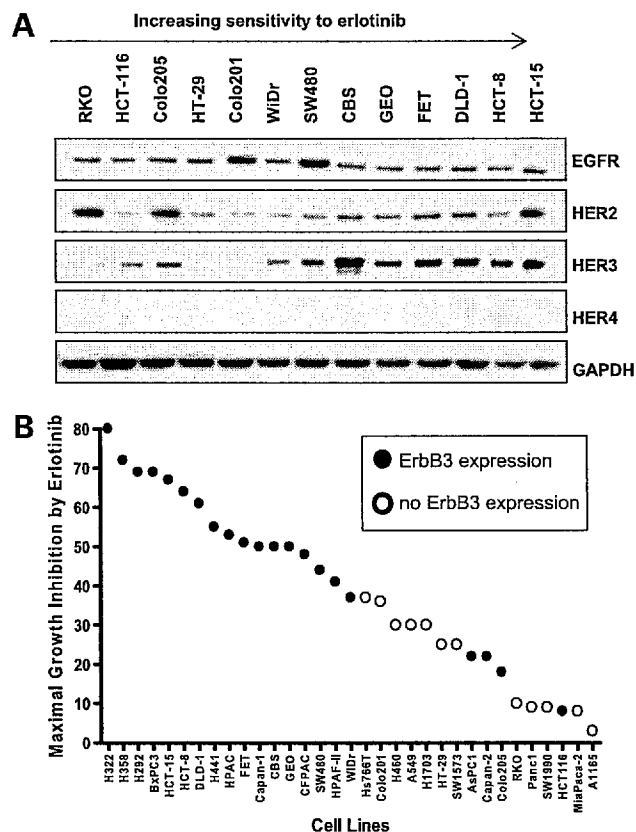 A
Increasing sensitivity to erlotinib
RKO
HCT-116
Colo205
HT-29
Colo201
WiDr
SW480
CBS
GEO
FET
DLD-1
HCT-8
HCT-15
EGFR
HER2
HER3
HER4
GAPDH
B
ErbB3 expression
no ErbB3 expression
Maximal Growth Inhibition by Erlotinib
80
70
60
50
40
30
20
10
0
H322
H358
H292
BxPC3
HCT-15
HCT-8
DLD-1
H441
HPAC
FET
Capan-1
CBS
GEO
CFPAC
SW480
HPAF-II
WiDr
Hs766T
Colo201
H460
A549
H1703
HT-29
SW1573
AsPC1
Capan-2
Colo205
RKO
Panc1
SW1990
HCT116
MiaPaca-2
A1165
Cell Lines